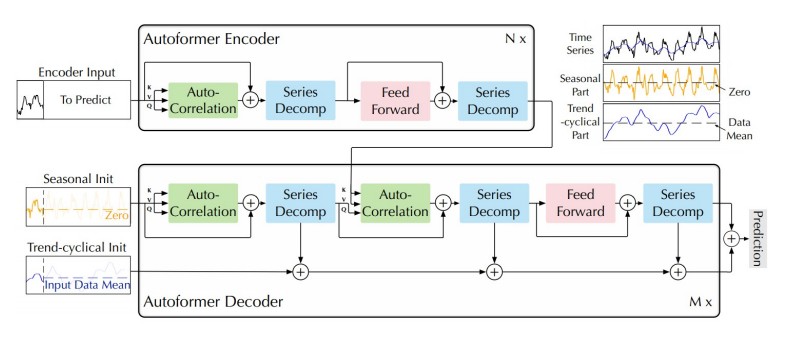 Autoformer Encoder
N x
Encoder Input
To Predict
K
V
Q
Auto-
Correlation
Series
Decomp
Feed
Forward
Series
Decomp
Time
Series
Seasonal
Part
Zero
Trend
-cyclical
Part
Data
Mean
Seasonal Init
Zero
K
V
Q
Auto-
Correlation
Series
Decomp
K
V
Q
Auto-
Correlation
Series
Decomp
Feed
Forward
Series
Decomp
Prediction
Trend-cyclical Init
Input Data Mean
Autoformer Decoder
M x